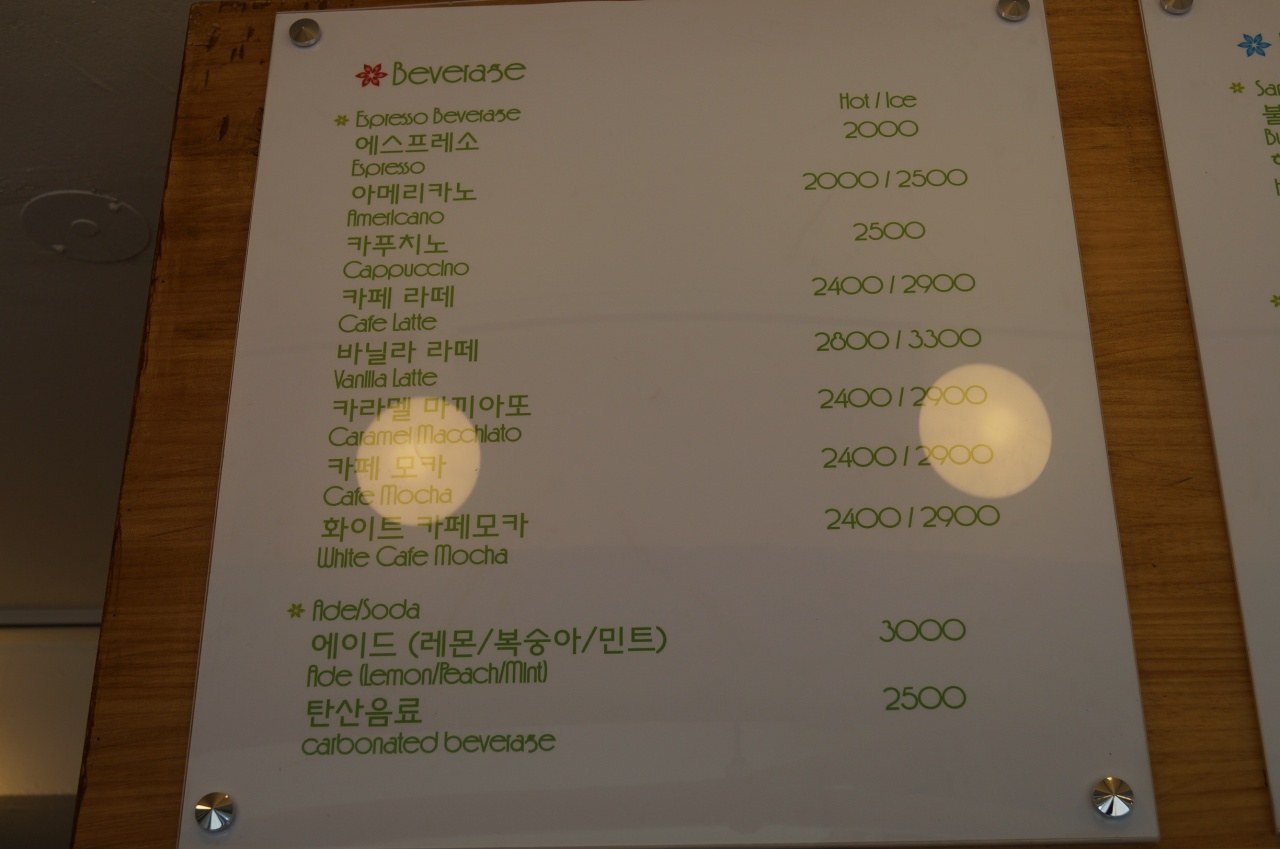 Beverage
Espresso Beverage Hot / Ice
에스프레소 2000
Espresso
아메리카노 2000 / 2500
Americano
카푸치노 2500
Cappuccino
카페 라떼 2400 / 2900
Cafe Latte
바닐라 라떼 2800 / 3300
Vanilla Latte
카라멜 마끼아또 2400 / 2900
Caramel Macchiato
카페 모카 2400 / 2900
Cafe Mocha
화이트 카페모카 2400 / 2900
White Cafe Mocha
Ade/Soda
에이드 (레몬/복숭아/민트) 3000
Ade (Lemon/Peach/Mint)
탄산음료 2500
carbonated beverage